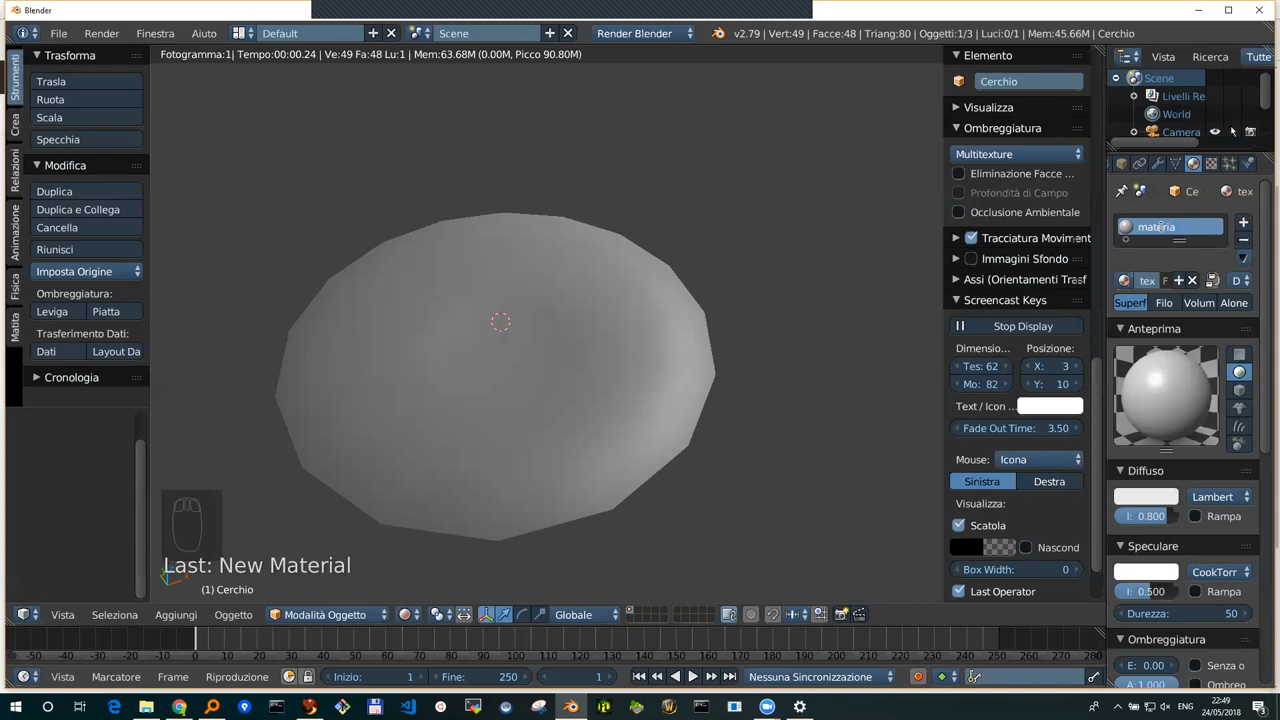 Blender
File Render Finestra Aiuto Default Scene Render Blender v2.79 | Vert:49 | Facce:48 | Triang:80 | Oggetti:1/3 | Luci:0/1 | Mem:45.66M | Cerchio
Fotogramma:1| Tempo:00:00.24 | Ve:49 Fa:48 Lu:1 | Mem:63.68M (0.00M, Picco 90.80M)
Strumenti
Crea
Relazioni
Animazione
Fisica
Matita
Trasforma
Trasla
Ruota
Scala
Specchia
Modifica
Duplica
Duplica e Collega
Cancella
Riunisci
Imposta Origine
Ombreggiatura:
Leviga Piatta
Trasferimento Dati:
Dati Layout Da
Cronologia
Last: New Material
(1) Cerchio
Elemento
Cerchio
Visualizza
Ombreggiatura
Multitexture
Eliminazione Facce ...
Profondità di Campo
Occlusione Ambientale
Tracciatura Moviment
Immagini Sfondo
Assi (Orientamenti Trasf
Screencast Keys
Stop Display
Dimensio... Posizione:
Tes: 62 X: 3
Mo: 82 Y: 10
Text / Icon ...
Fade Out Time: 3.50
Mouse: Icona
Sinistra Destra
Visualizza:
Scatola
Nascond
Box Width: 0
Last Operator
Vista Ricerca Tutte
Scene
Livelli Re
World
Camera
Ce tex
materia
tex F D
Superf Filo Volum Alone
Anteprima
Diffuso
Lambert
I: 0.800 Rampa
Speculare
CookTorr
I: 0.500 Rampa
Durezza: 50
Ombreggiatura
E: 0.00 Senza o
A: 1.000 Ombreg
Vista Seleziona Aggiungi Oggetto Modalità Oggetto Globale
-50 -40 -30 -20 -10 0 10 20 30 40 50 60 70 80 90 100 110 120 130 140 150 160 170 180 190 200 210 220 230 240 250 260 270 280
Vista Marcatore Frame Riproduzione Inizio: 1 Fine: 250 1 Nessuna Sincronizzazione
ENG
22:49
24/05/2018